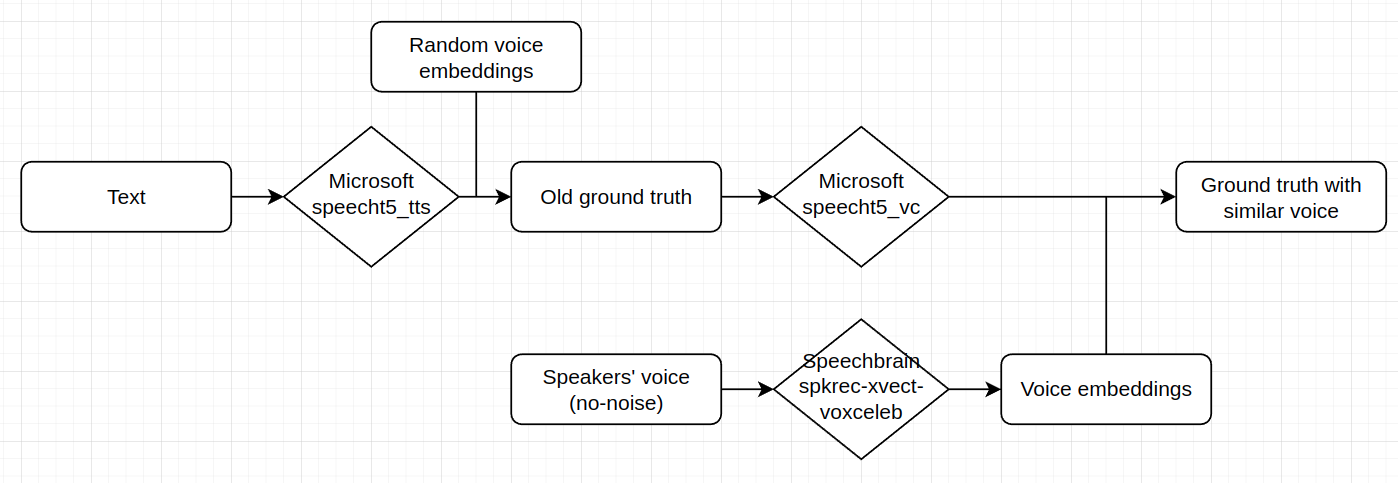 Random voice
embeddings
Text
Microsoft
speecht5_tts
Old ground truth
Microsoft
speecht5_vc
Ground truth with
similar voice
Speakers' voice
(no-noise)
Speechbrain
spkrec-xvect-
voxceleb
Voice embeddings